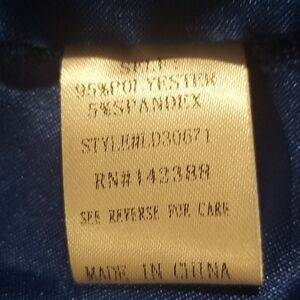 SELF:
95%POLYESTER
5%SPANDEX
STYLE#LD30671
RN#142388
SEE REVERSE FOR CARE
MADE IN CHINA